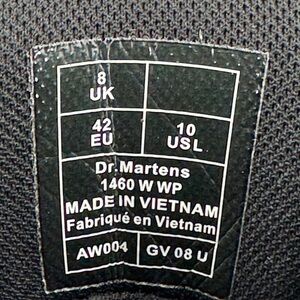 8
UK
42
EU
10
USL
Dr.Martens
1460 W WP
MADE IN VIETNAM
Fabriqué en Vietnam
AW004
GV 08 U